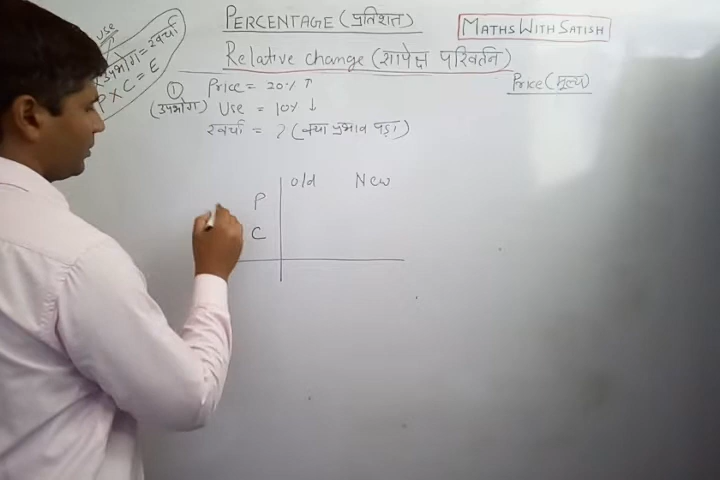 PERCENTAGE (प्रतिशत)
MATHS WITH SATISH
Relative change (सापेक्ष परिवर्तन)
Price (मूल्य)
USE
उपभोग = खर्चा
P X C = E
① Price = 20% ↑
(उपभोग) Use = 10% ↓
खर्चा = ? (क्या प्रभाव पड़ा)
old New
P
C